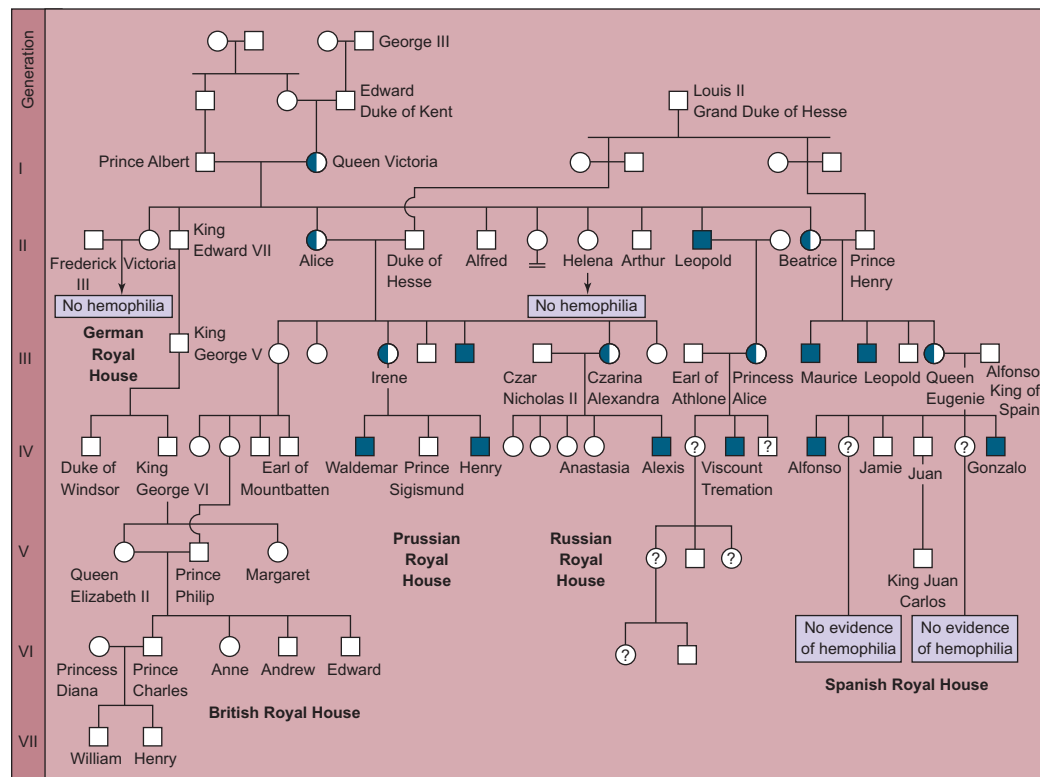 Generation
George III
Edward
Duke of Kent
Louis II
Grand Duke of Hesse
I
Prince Albert
Queen Victoria
II
King
Edward VII
Frederick
III
Victoria
Alice
Duke of
Hesse
Alfred
Helena
Arthur
Leopold
Beatrice
Prince
Henry
No hemophilia
No hemophilia
German
Royal
House
III
King
George V
Irene
Czar
Nicholas II
Czarina
Alexandra
Earl of
Athlone
Princess
Alice
Maurice
Leopold
Queen
Eugenie
Alfonso
King of
Spain
IV
?
?
?
?
Duke of
Windsor
King
George VI
Earl of
Mountbatten
Waldemar
Prince
Sigismund
Henry
Anastasia
Alexis
Viscount
Tremation
Alfonso
Jamie
Juan
Gonzalo
V
?
?
Queen
Elizabeth II
Prince
Philip
Margaret
Prussian
Royal
House
Russian
Royal
House
King Juan
Carlos
VI
?
Princess
Diana
Prince
Charles
Anne
Andrew
Edward
No evidence
of hemophilia
No evidence
of hemophilia
British Royal House
Spanish Royal House
VII
William
Henry